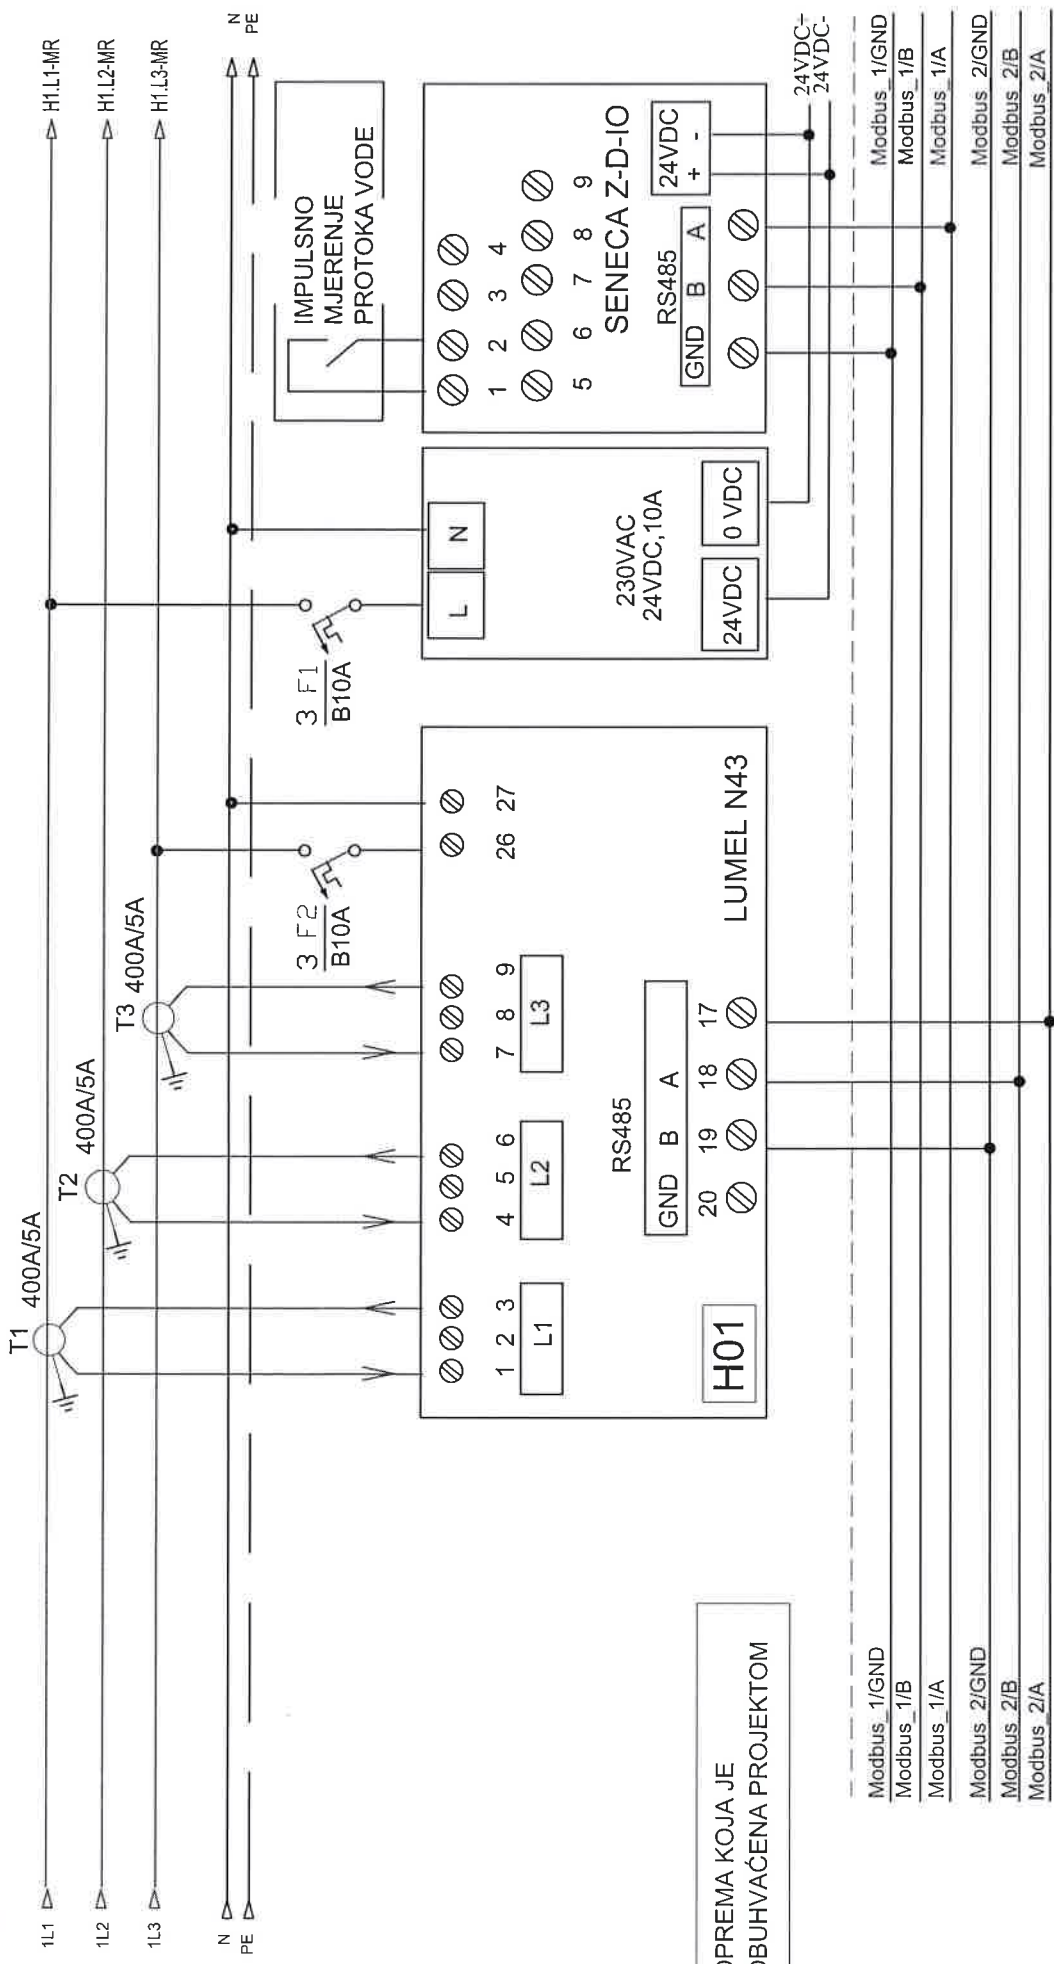 1L1
1L2
1L3
N
PE
H1.L1-MR
H1.L2-MR
H1.L3-MR
N
PE
T1
400A/5A
T2
400A/5A
T3
400A/5A
3 F2
B10A
3 F1
B10A
IMPULSNO
MJERENJE
PROTOKA VODE
1 2 3
L1
4 5 6
L2
7 8 9
L3
26 27
RS485
GND B A
20 19 18 17
H01
LUMEL N43
L N
230VAC
24VDC,10A
24VDC
0 VDC
1 2 3 4
5 6 7 8 9
SENECA Z-D-IO
RS485
GND B A
24VDC
+ -
24VDC+
24VDC-
PREMA KOJA JE
BUHVAĆENA PROJEKTOM
Modbus_1/GND
Modbus_1/B
Modbus_1/A
Modbus_2/GND
Modbus_2/B
Modbus_2/A
Modbus_1/GND
Modbus_1/B
Modbus_1/A
Modbus_2/GND
Modbus_2/B
Modbus_2/A